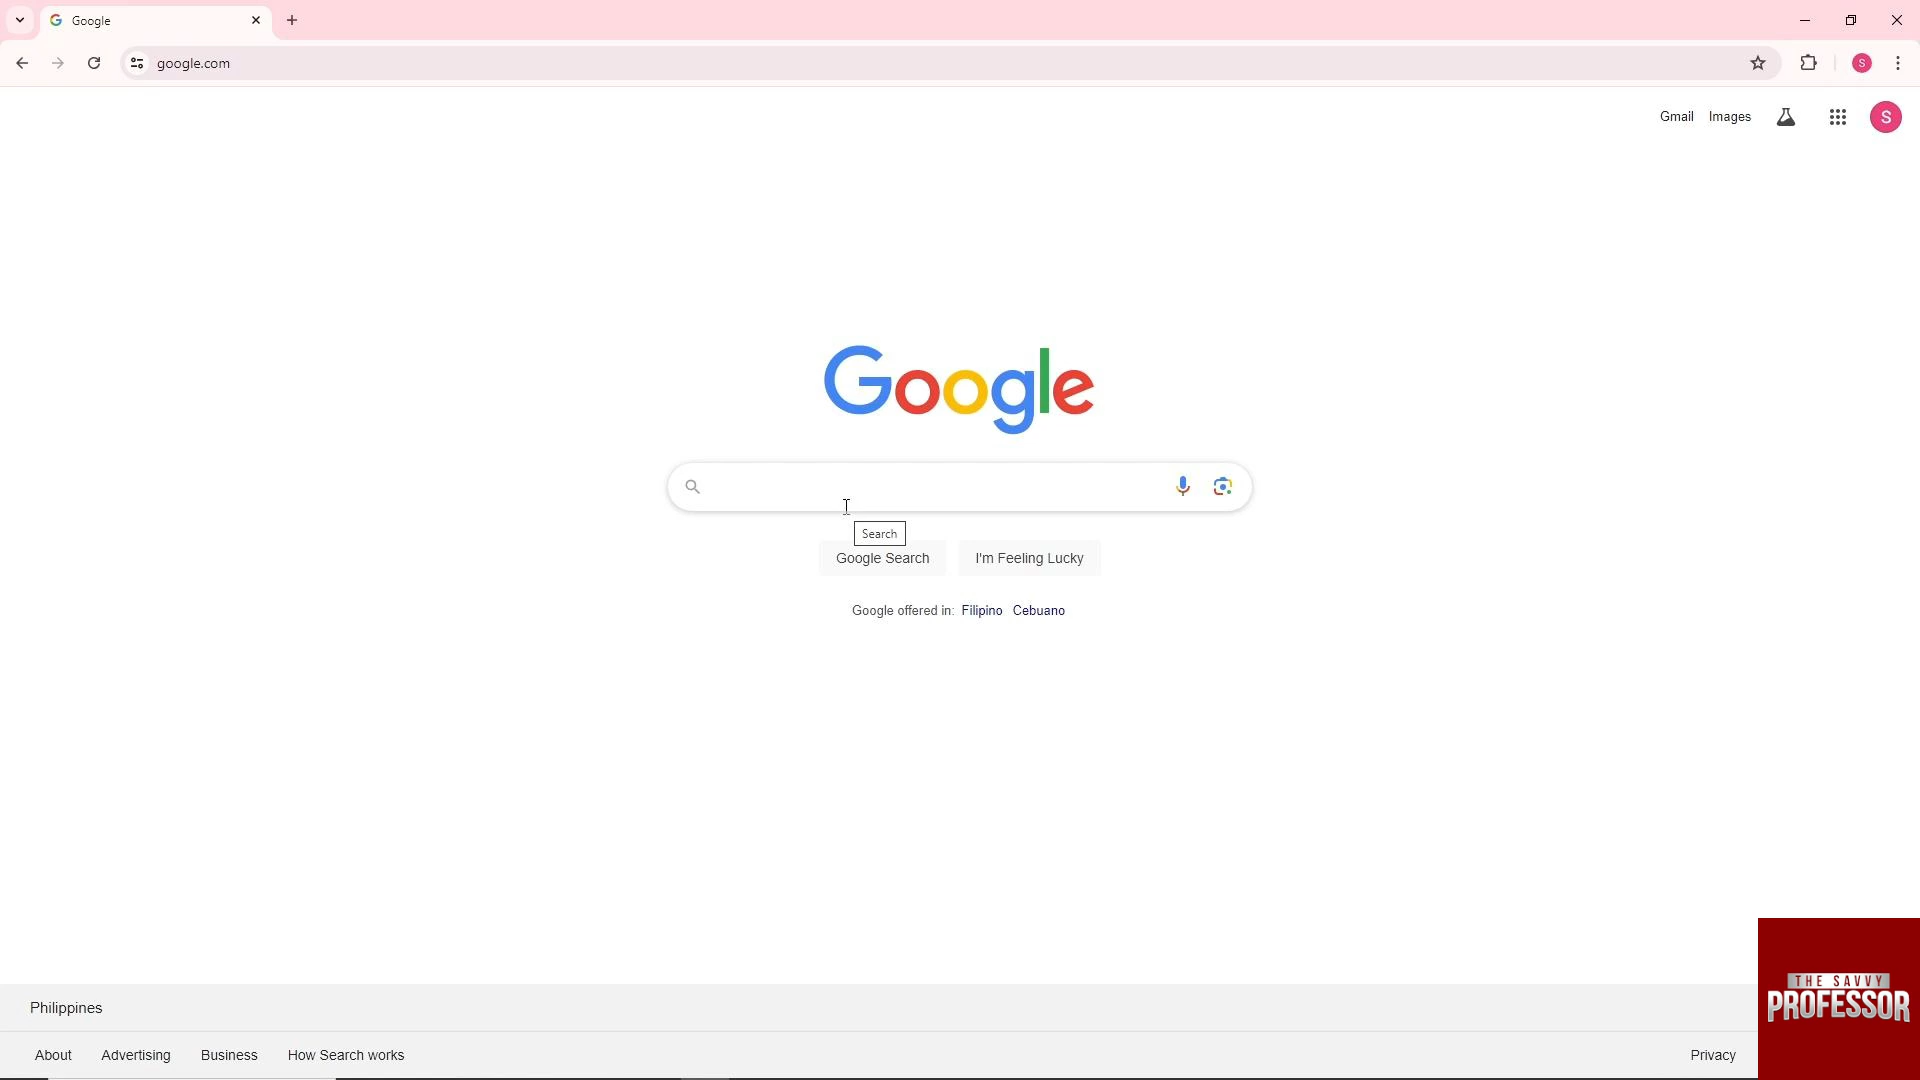 Google
google.com
S
Gmail Images
S
Google
Search
Google Search I'm Feeling Lucky
Google offered in: Filipino Cebuano
Philippines
About Advertising Business How Search works
Privacy
THE SAVVY
PROFESSOR